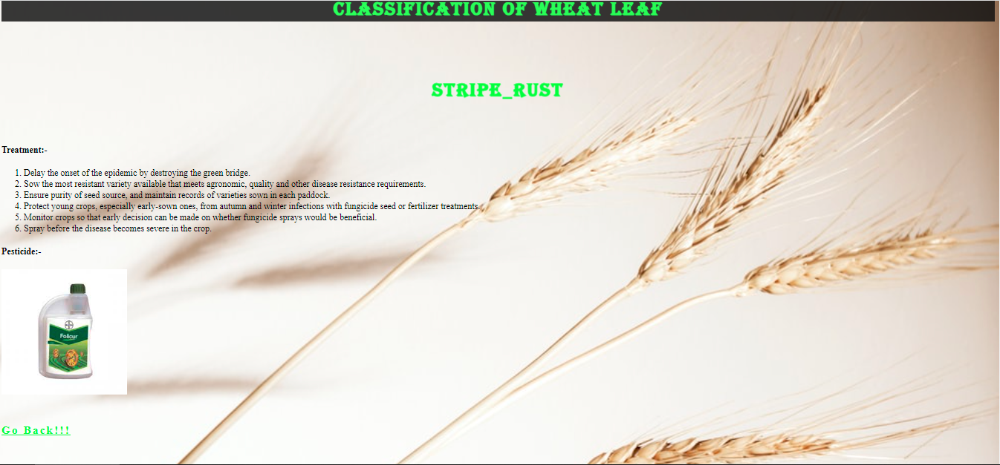 CLASSIFICATION OF WHEAT LEAF
STRIPE_RUST
Treatment:-
1. Delay the onset of the epidemic by destroying the green bridge.
2. Sow the most resistant variety available that meets agronomic, quality and other disease resistance requirements.
3. Ensure purity of seed source, and maintain records of varieties sown in each paddock.
4. Protect young crops, especially early-sown ones, from autumn and winter infections with fungicide seed or fertilizer treatments.
5. Monitor crops so that early decision can be made on whether fungicide sprays would be beneficial.
6. Spray before the disease becomes severe in the crop.
Pesticide:-
Folicur
Go Back!!!